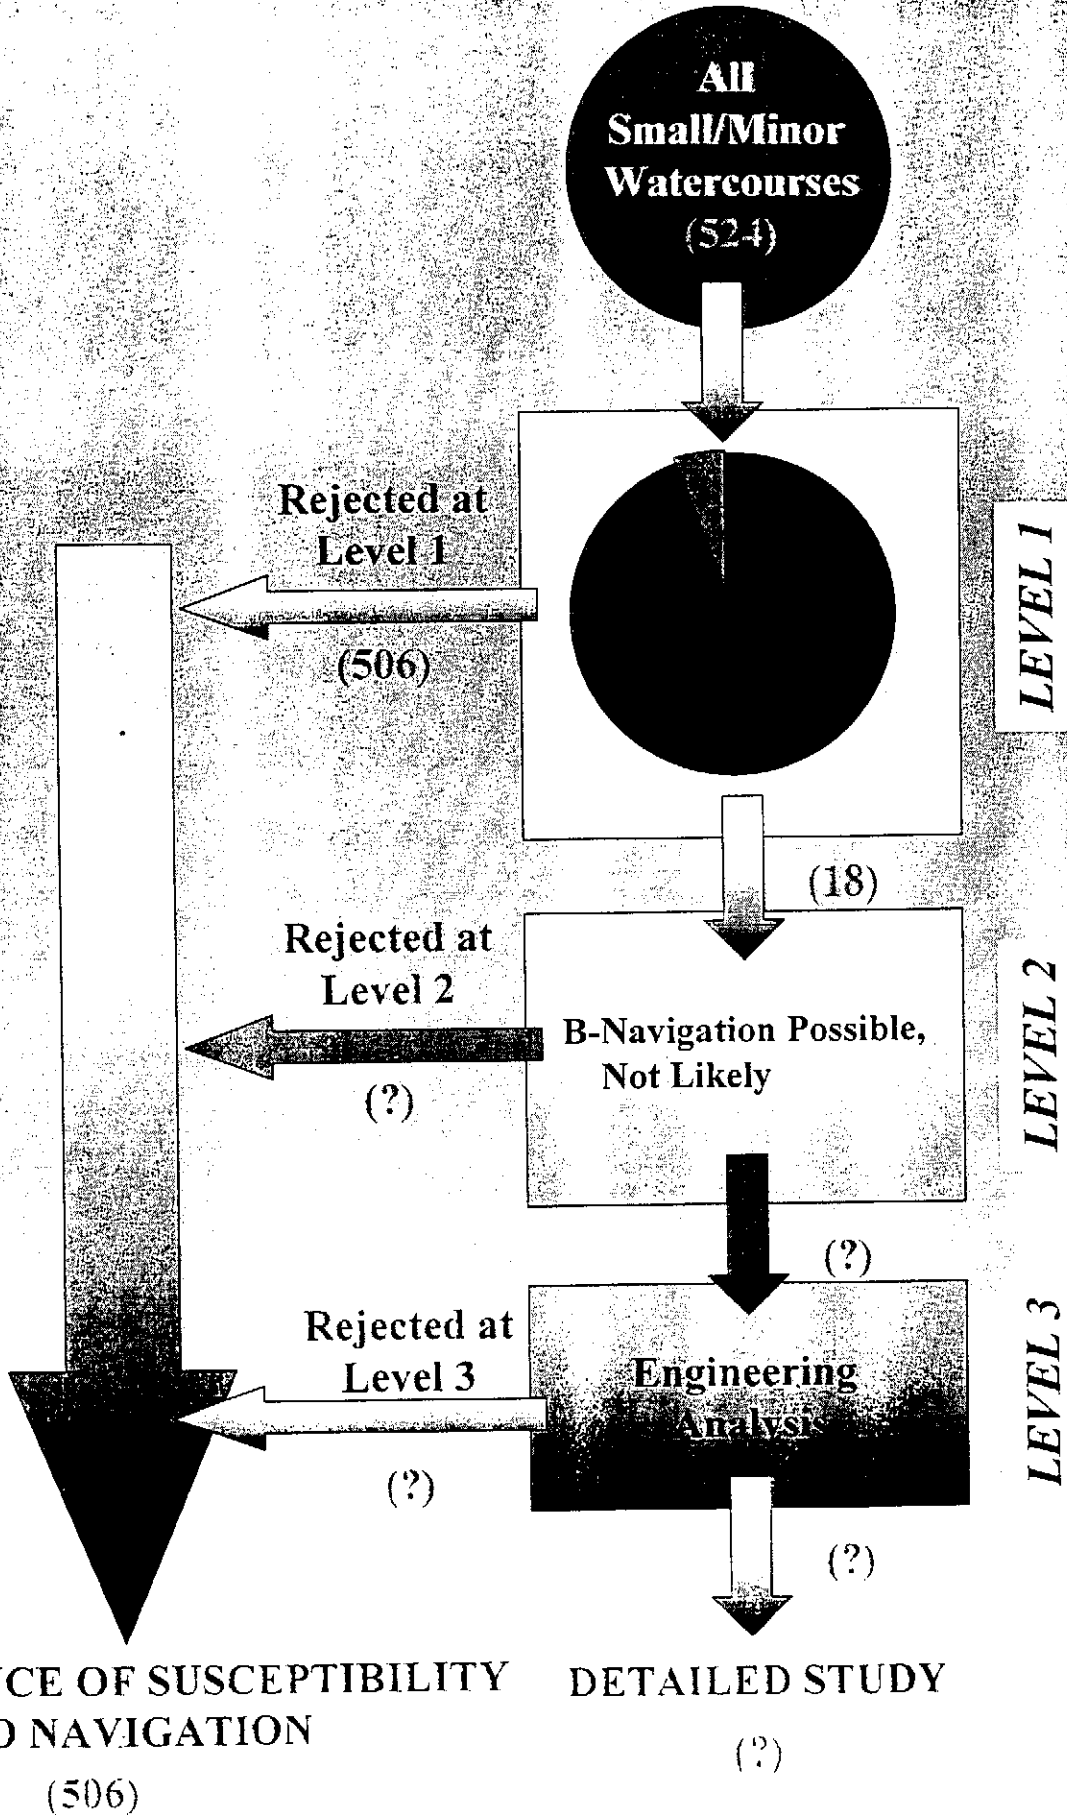 All
Small/Minor
Watercourses
(524)
Rejected at
Level 1
(506)
LEVEL 1
(18)
Rejected at
Level 2
(?)
B-Navigation Possible,
Not Likely
LEVEL 2
(?)
Rejected at
Level 3
(?)
Engineering
Analysis
LEVEL 3
(?)
NCE OF SUSCEPTIBILITY
O NAVIGATION
(506)
DETAILED STUDY
(?)